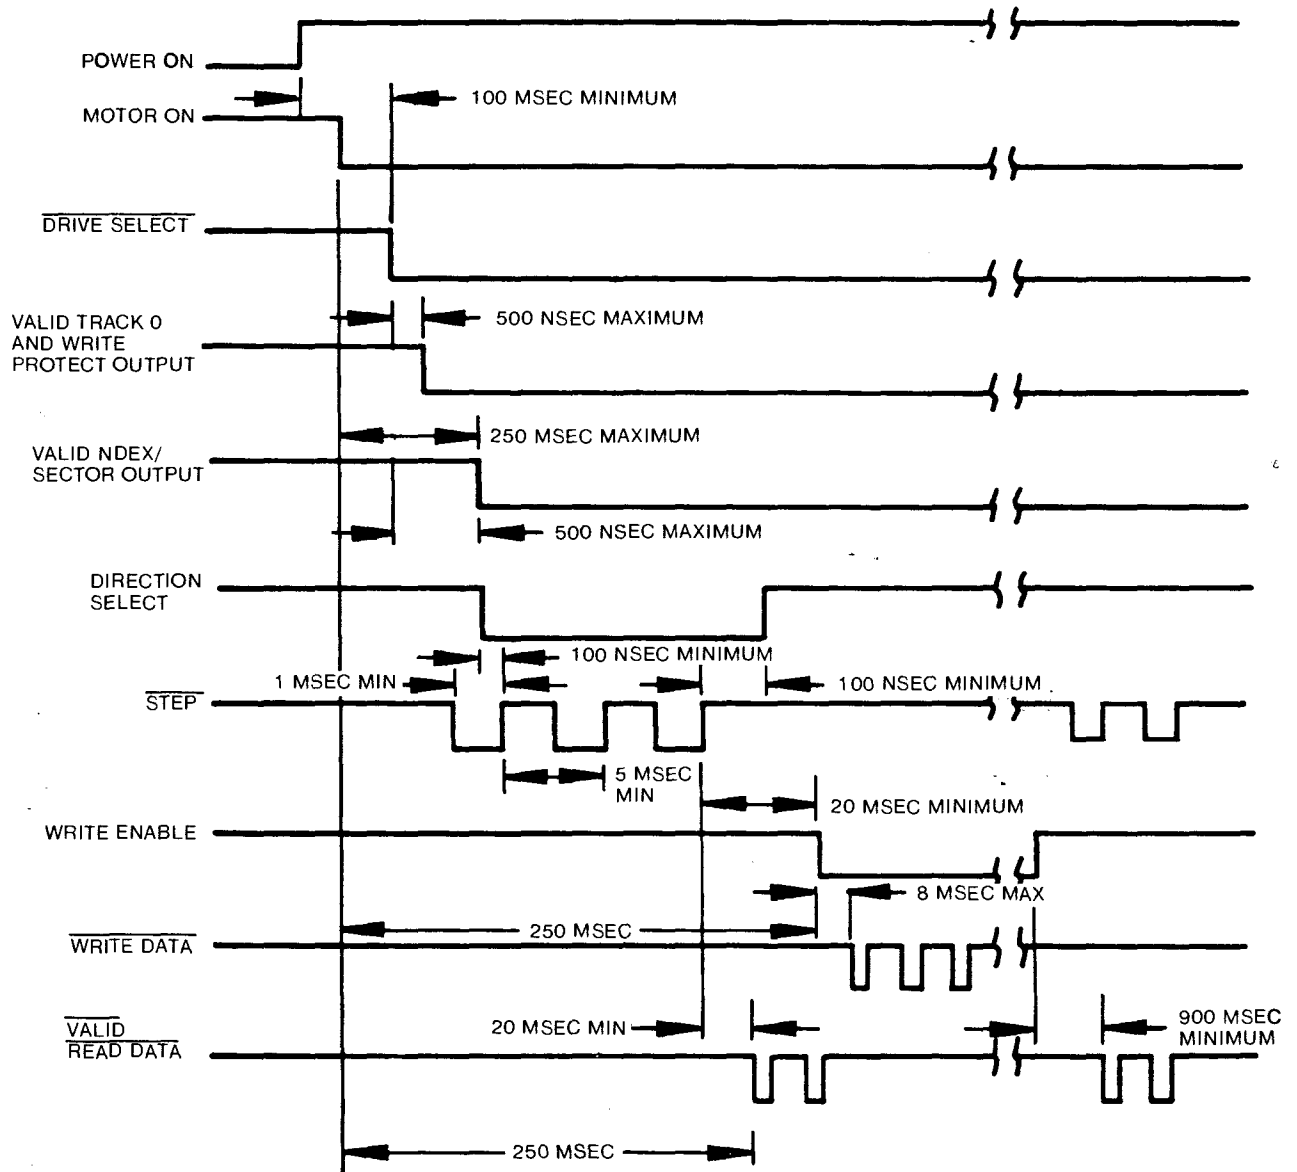 POWER ON
100 MSEC MINIMUM
MOTOR ON
DRIVE SELECT
500 NSEC MAXIMUM
VALID TRACK 0
AND WRITE
PROTECT OUTPUT
250 MSEC MAXIMUM
VALID NDEX/
SECTOR OUTPUT
500 NSEC MAXIMUM
DIRECTION
SELECT
100 NSEC MINIMUM
1 MSEC MIN
100 NSEC MINIMUM
STEP
5 MSEC
MIN
20 MSEC MINIMUM
WRITE ENABLE
8 MSEC MAX
250 MSEC
WRITE DATA
20 MSEC MIN
900 MSEC
MINIMUM
VALID
READ DATA
250 MSEC